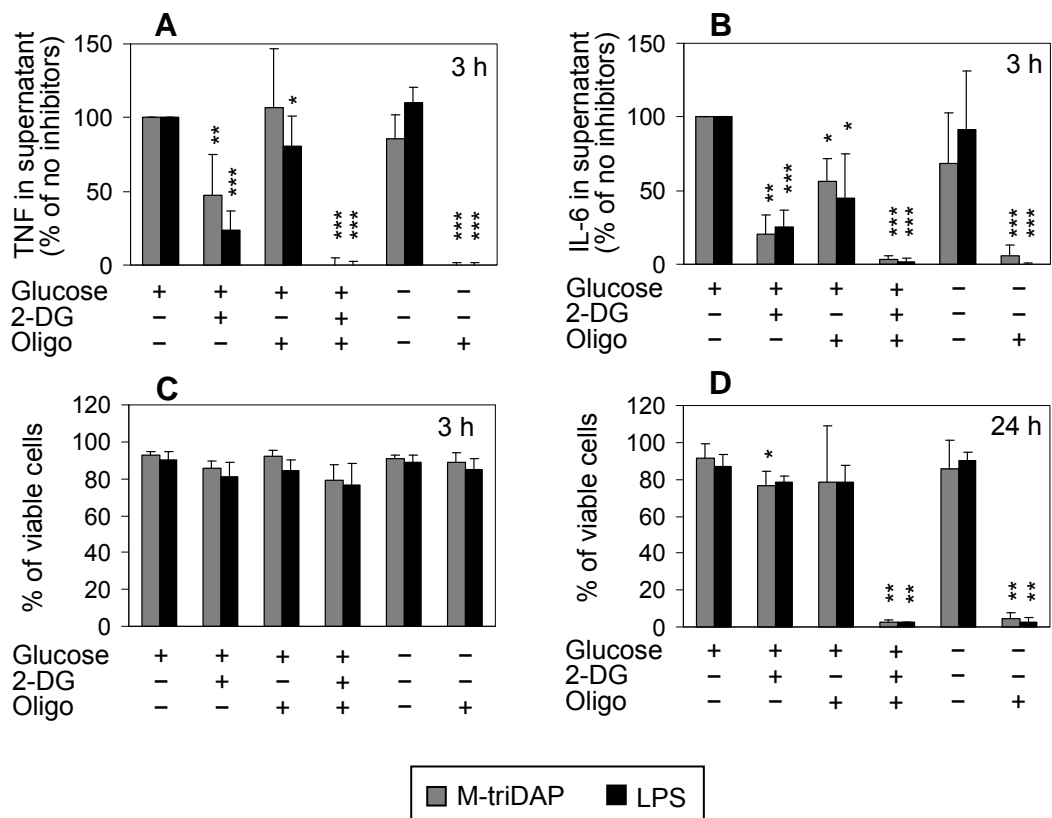 A
TNF in supernatant
(% of no inhibitors)
150
100
50
0
3 h
** *** * *** *** *** ***
Glucose + + + + − −
2-DG − + − + − −
Oligo − − + + − +
B
IL-6 in supernatant
(% of no inhibitors)
150
100
50
0
3 h
** *** * * *** *** *** ***
Glucose + + + + − −
2-DG − + − + − −
Oligo − − + + − +
C
% of viable cells
120
100
80
60
40
20
0
3 h
Glucose + + + + − −
2-DG − + − + − −
Oligo − − + + − +
D
% of viable cells
120
100
80
60
40
20
0
24 h
* ** ** ** **
Glucose + + + + − −
2-DG − + − + − −
Oligo − − + + − +
M-triDAP LPS